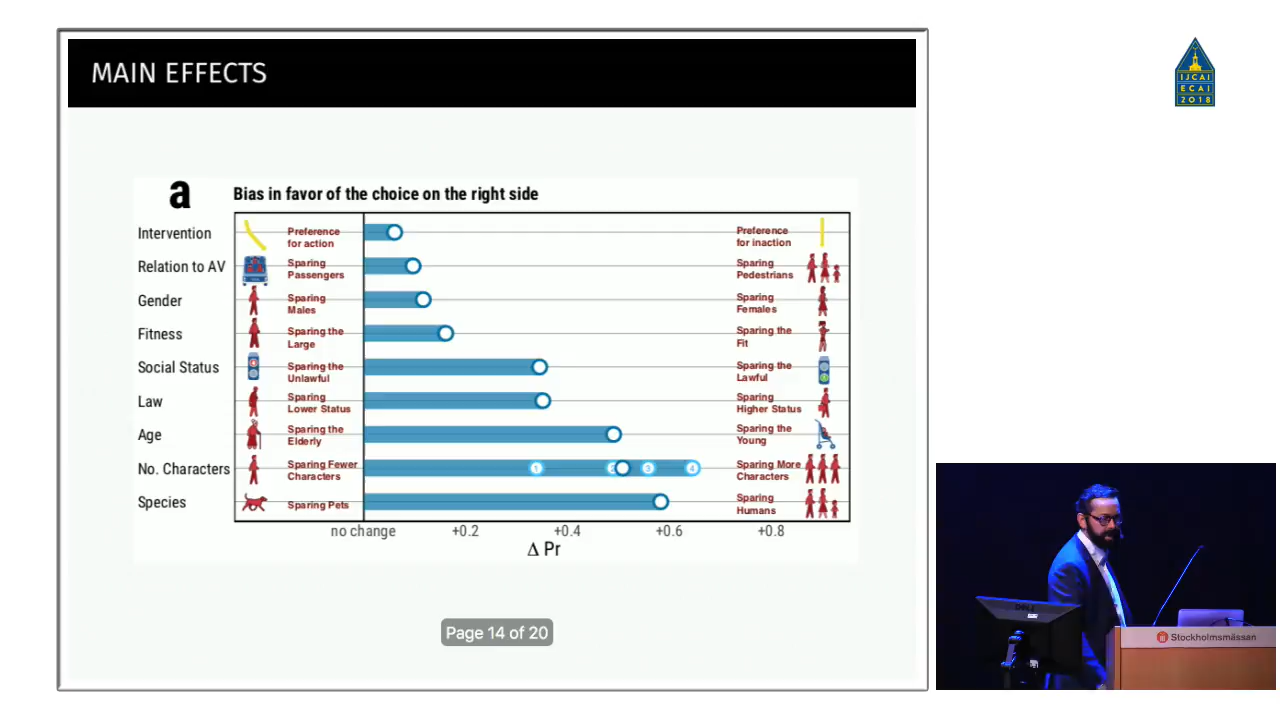 MAIN EFFECTS
IJCAI
ECAI
2018
a
Bias in favor of the choice on the right side
Intervention
Preference
for action
Preference
for inaction
Relation to AV
Sparing
Passengers
Sparing
Pedestrians
Gender
Sparing
Males
Sparing
Females
Fitness
Sparing the
Large
Sparing the
Fit
Social Status
Sparing the
Unlawful
Sparing the
Lawful
Law
Sparing
Lower Status
Sparing
Higher Status
Age
Sparing the
Elderly
Sparing the
Young
No. Characters
Sparing Fewer
Characters
1
2
3
4
Sparing More
Characters
Species
Sparing Pets
Sparing
Humans
no change
+0.2
+0.4
+0.6
+0.8
Δ Pr
Page 14 of 20
DELL
Stockholmsmässan